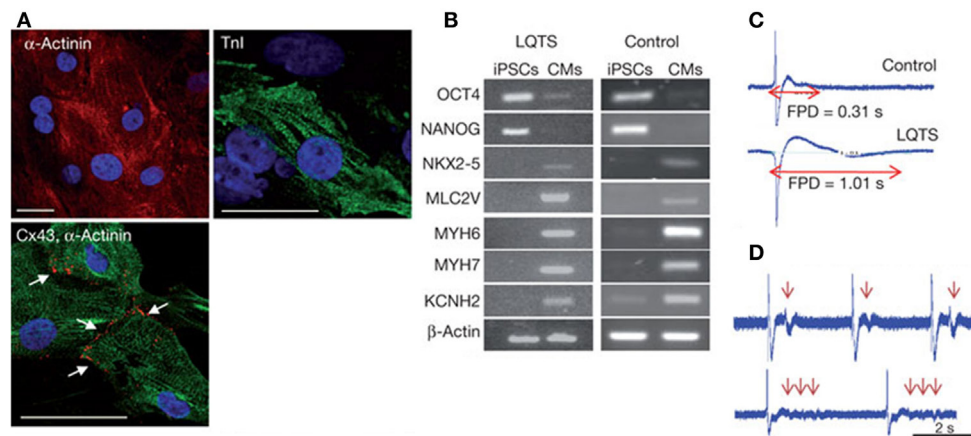 A
α-Actinin
TnI
Cx43, α-Actinin
B
LQTS Control
iPSCs CMs iPSCs CMs
OCT4
NANOG
NKX2-5
MLC2V
MYH6
MYH7
KCNH2
β-Actin
C
Control
FPD = 0.31 s
LQTS
FPD = 1.01 s
D
2 s